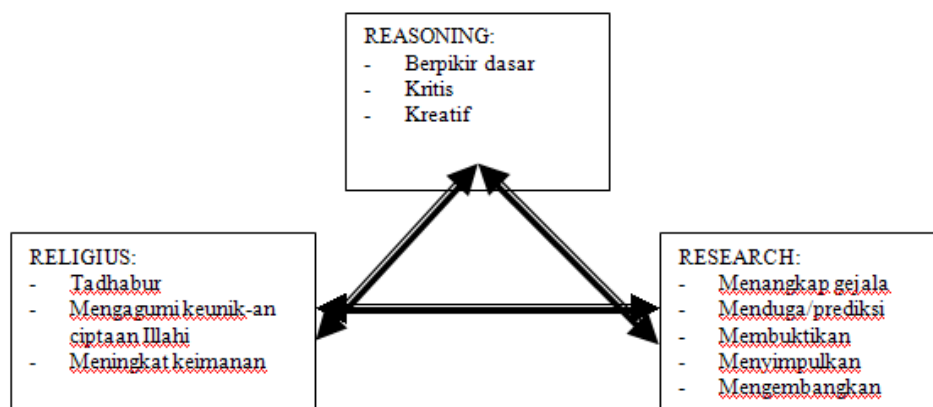 REASONING:
- Berpikir dasar
- Kritis
- Kreatif
RELIGIUS:
- Tadhabur
- Mengagumi keunik-an
ciptaan Illahi
- Meningkat keimanan
RESEARCH:
- Menangkap gejala
- Menduga/prediksi
- Membuktikan
- Menyimpulkan
- Mengembangkan